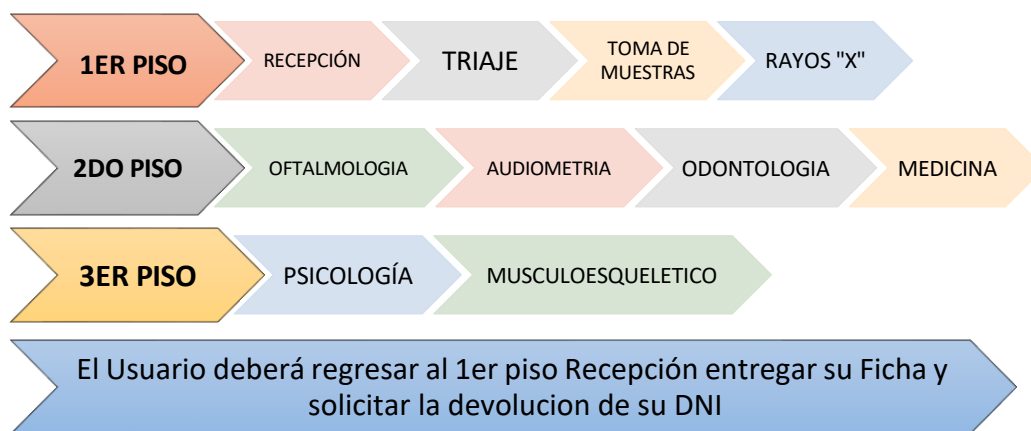 1ER PISO
RECEPCIÓN
TRIAJE
TOMA DE
MUESTRAS
RAYOS "X"
2DO PISO
OFTALMOLOGIA
AUDIOMETRIA
ODONTOLOGIA
MEDICINA
3ER PISO
PSICOLOGÍA
MUSCULOESQUELETICO
El Usuario deberá regresar al 1er piso Recepción entregar su Ficha y
solicitar la devolucion de su DNI